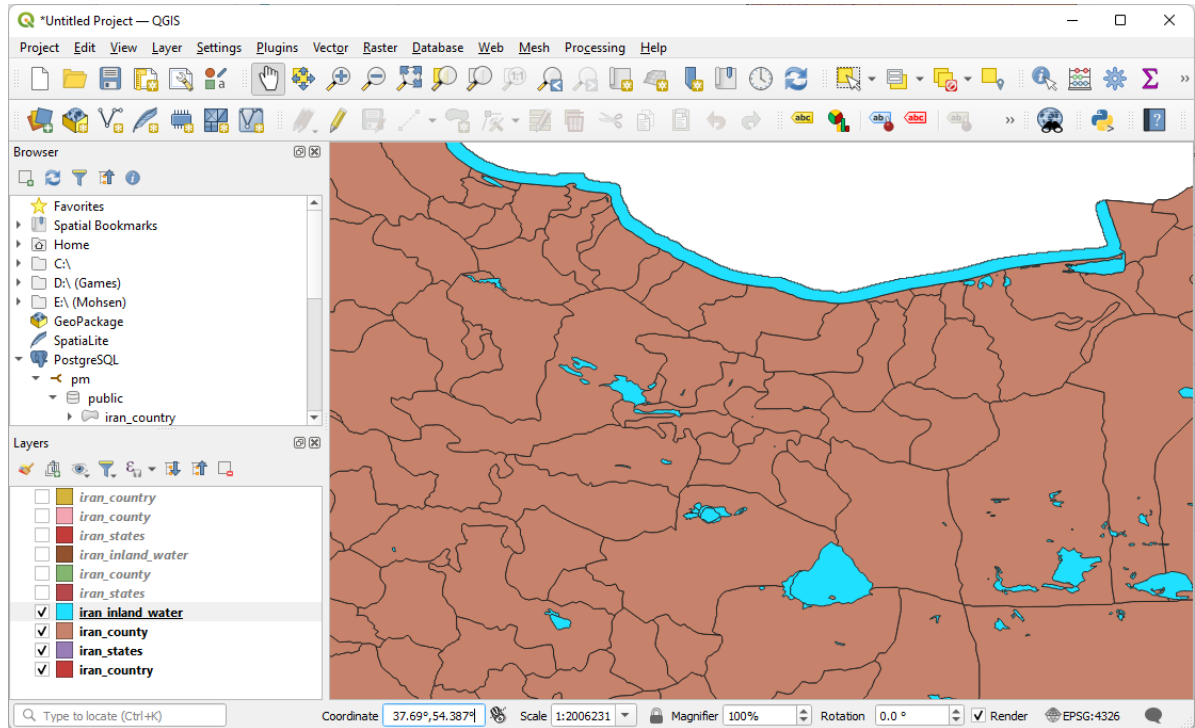 *Untitled Project — QGIS
Project Edit View Layer Settings Plugins Vector Raster Database Web Mesh Processing Help
Browser
Favorites
Spatial Bookmarks
Home
C:\
D:\ (Games)
E:\ (Mohsen)
GeoPackage
SpatiaLite
PostgreSQL
pm
public
iran_country
Layers
iran_country
iran_county
iran_states
iran_inland_water
iran_county
iran_states
iran_inland_water
iran_county
iran_states
iran_country
Type to locate (Ctrl+K) Coordinate 37.69°,54.387° Scale 1:2006231 Magnifier 100% Rotation 0.0 ° Render EPSG:4326